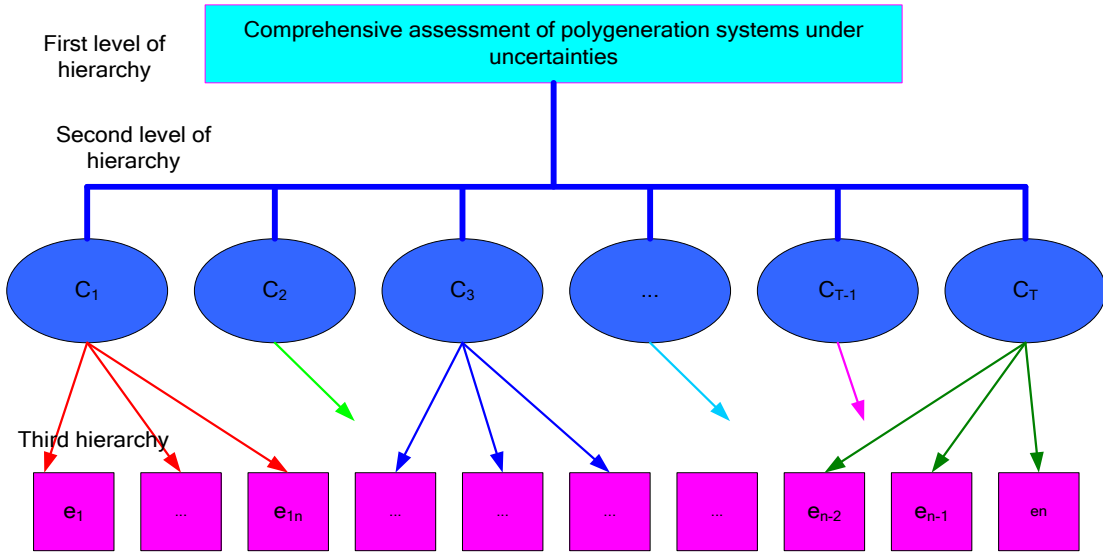 First level of
hierarchy
Comprehensive assessment of polygeneration systems under
uncertainties
Second level of
hierarchy
C1
C2
C3
...
CT-1
CT
Third hierarchy
e1
...
e1n
...
...
...
...
en-2
en-1
en